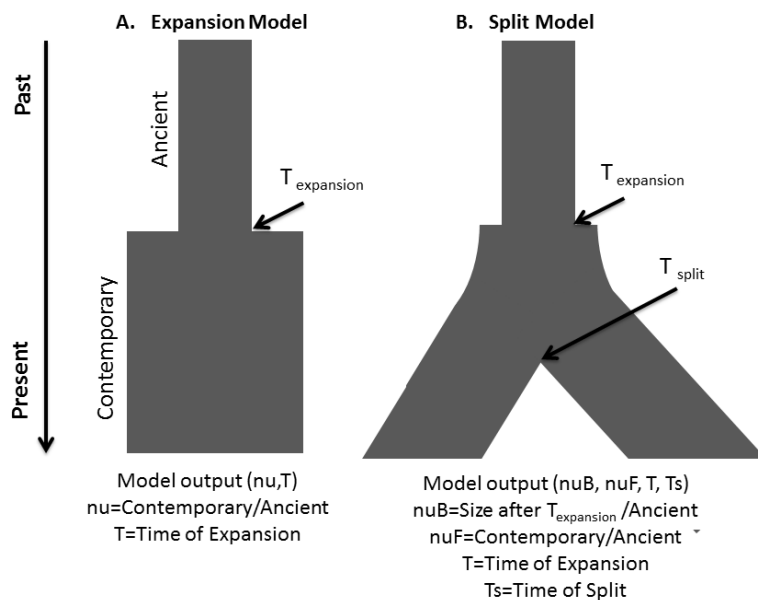 A. Expansion Model
Past
Present
Ancient
Contemporary
T expansion
Model output (nu,T)
nu=Contemporary/Ancient
T=Time of Expansion
B. Split Model
T expansion
T split
Model output (nuB, nuF, T, Ts)
nuB=Size after T expansion /Ancient
nuF=Contemporary/Ancient
T=Time of Expansion
Ts=Time of Split